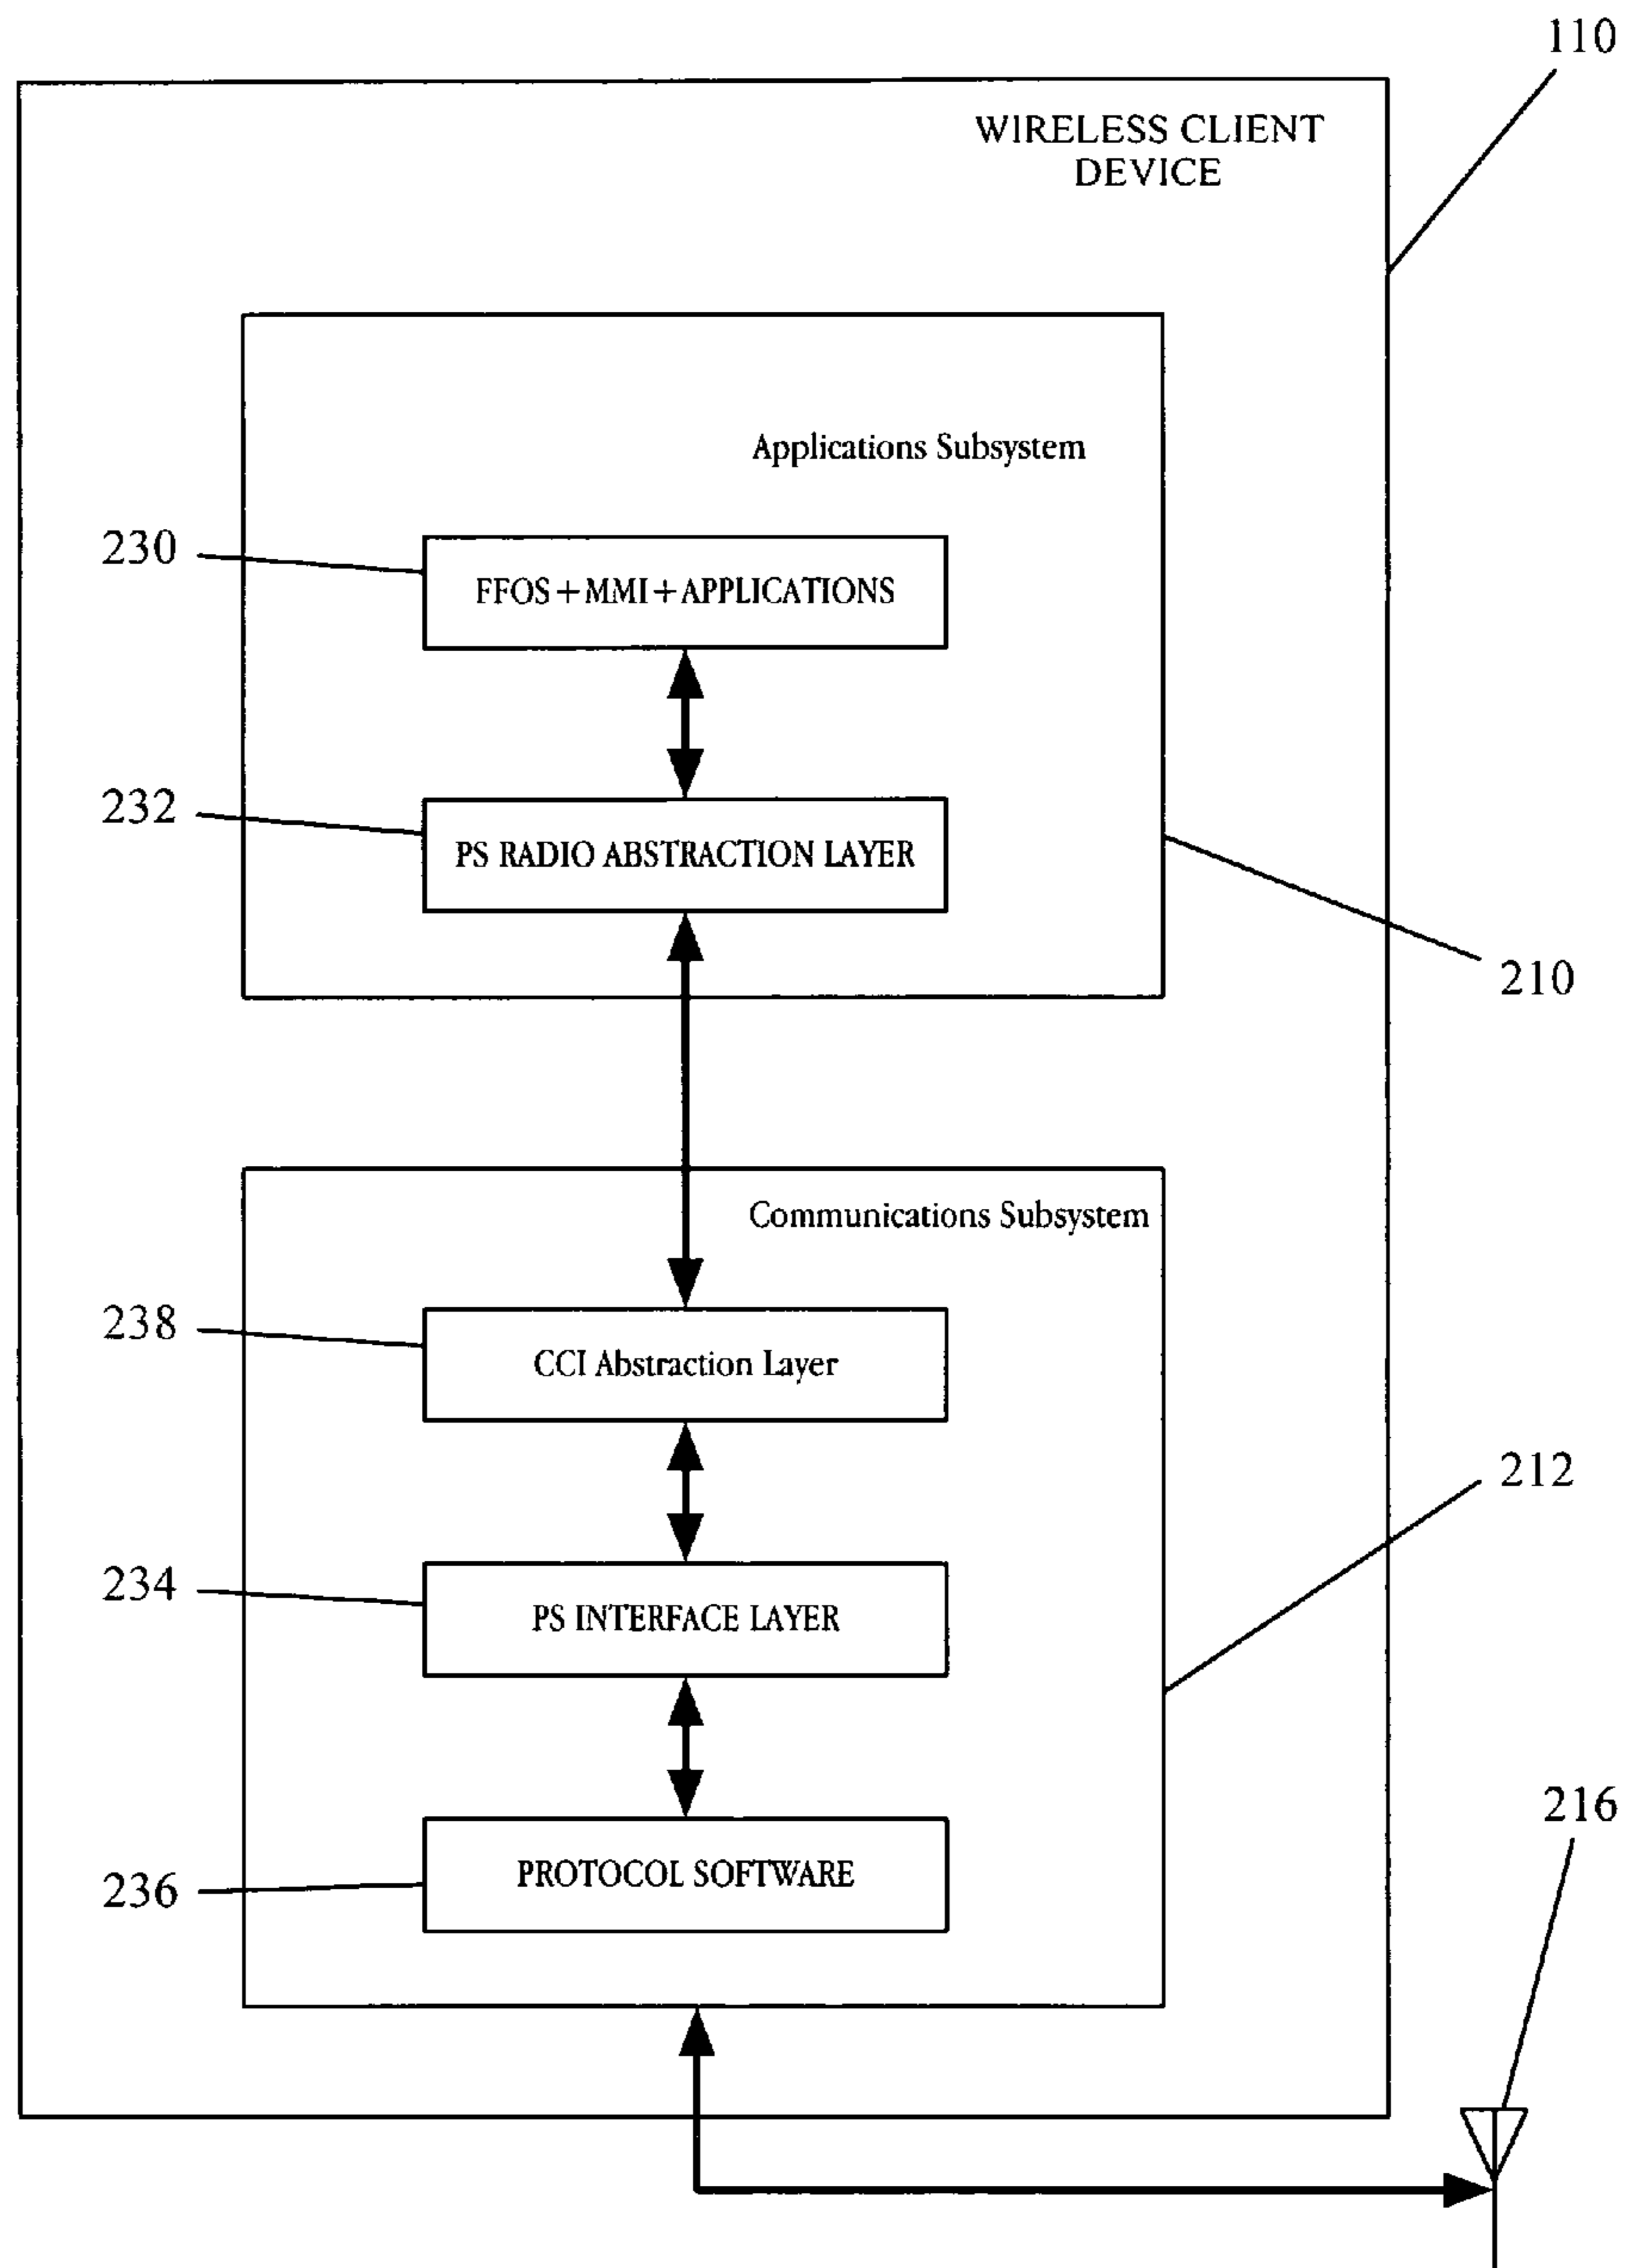 110
WIRELESS CLIENT
DEVICE
Applications Subsystem
230
FFOS+MMI+APPLICATIONS
232
PS RADIO ABSTRACTION LAYER
210
Communications Subsystem
238
CCI Abstraction Layer
212
234
PS INTERFACE LAYER
216
236
PROTOCOL SOFTWARE